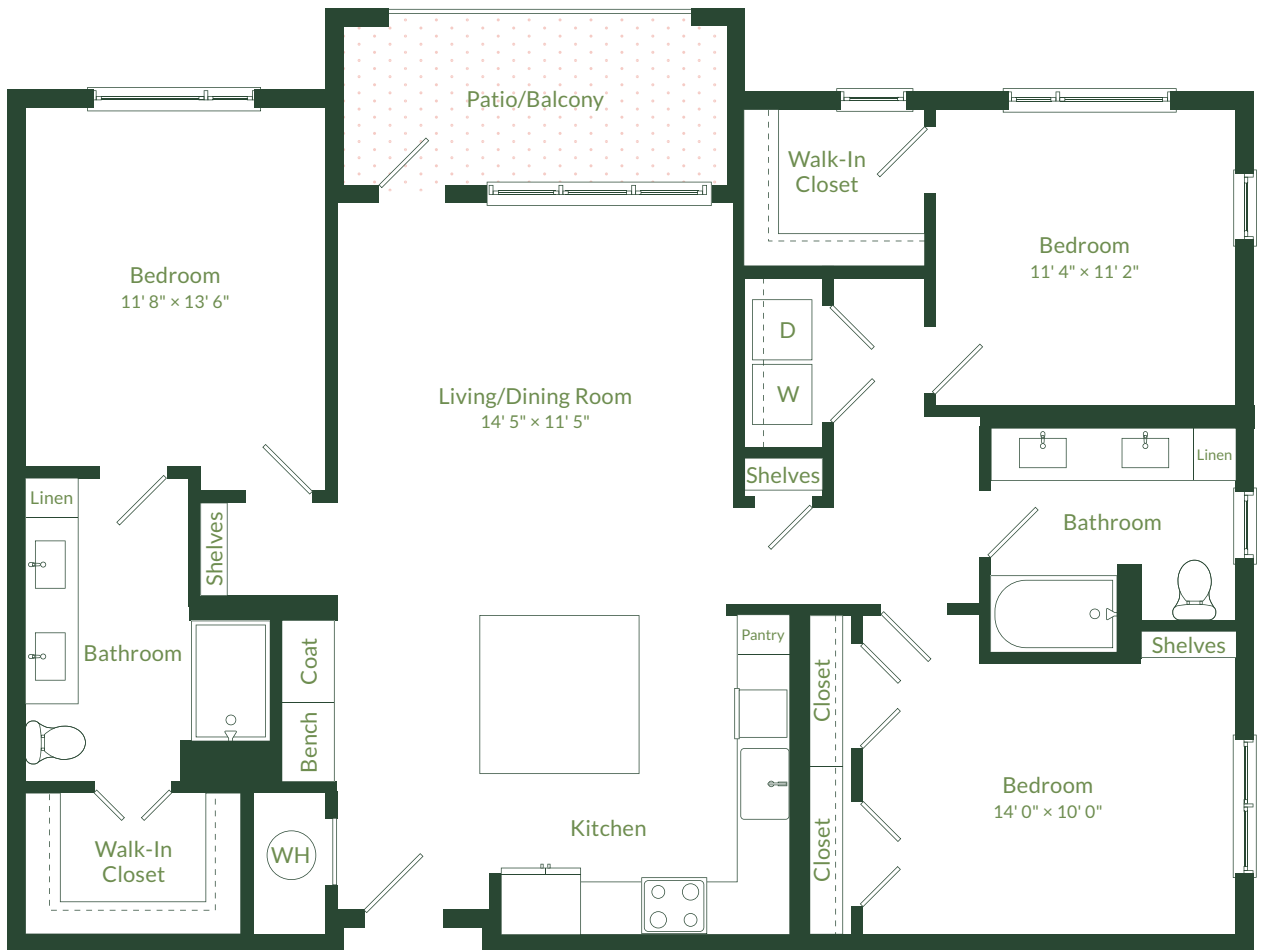 Patio/Balcony
Walk-In
Closet
Bedroom
11' 4" × 11' 2"
Bedroom
11' 8" × 13' 6"
D
W
Living/Dining Room
14' 5" × 11' 5"
Shelves
Linen
Linen
Bathroom
Shelves
Bathroom
Coat
Bench
Pantry
Closet
Shelves
Bedroom
14' 0" × 10' 0"
Kitchen
Closet
Walk-In
Closet
WH